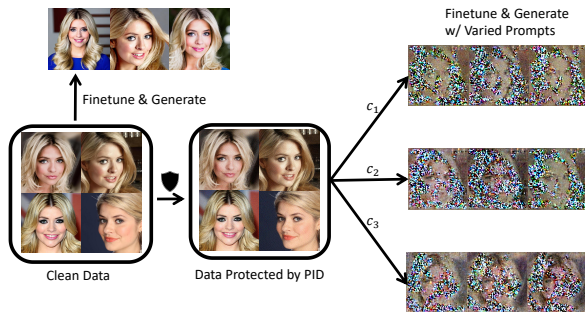 Finetune & Generate
w/ Varied Prompts
Finetune & Generate
c1
c2
c3
Clean Data
Data Protected by PID